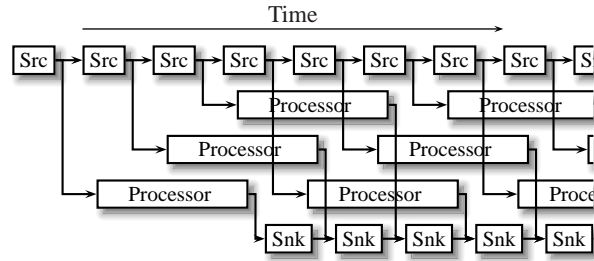 Time
Src Src Src Src Src Src Src Src S
Processor Processor
Processor Processor
Processor Processor Proce
Snk Snk Snk Snk Snk